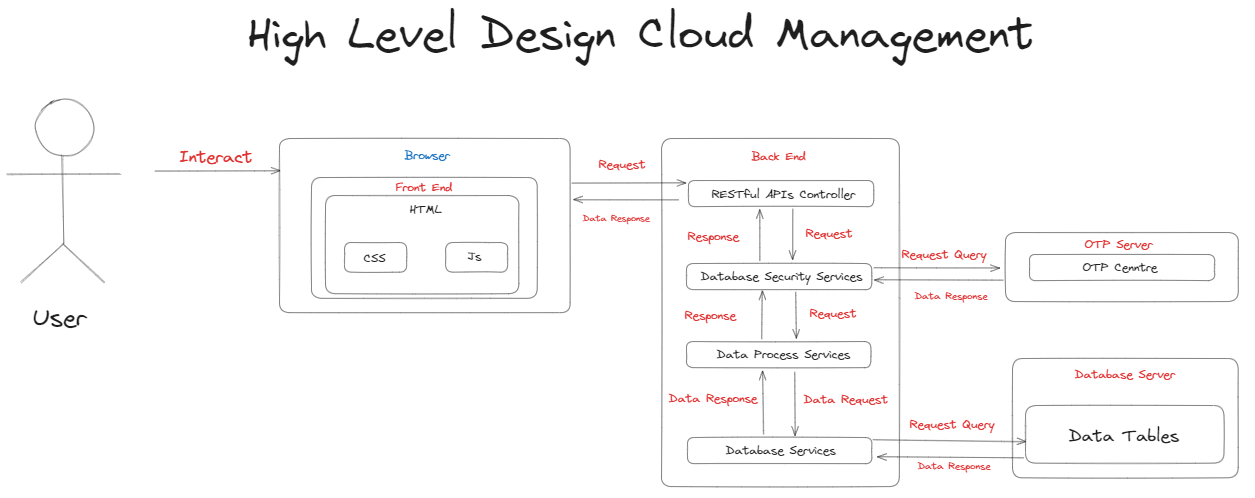 High Level Design Cloud Management
Interact
User
Browser
Front End
HTML
CSS
Js
Request
Data Response
Back End
RESTful APIs Controller
Response
Request
Database Security Services
Response
Request
Data Process Services
Data Response
Data Request
Database Services
Request Query
Data Response
OTP Server
OTP Cenntre
Request Query
Data Response
Database Server
Data Tables